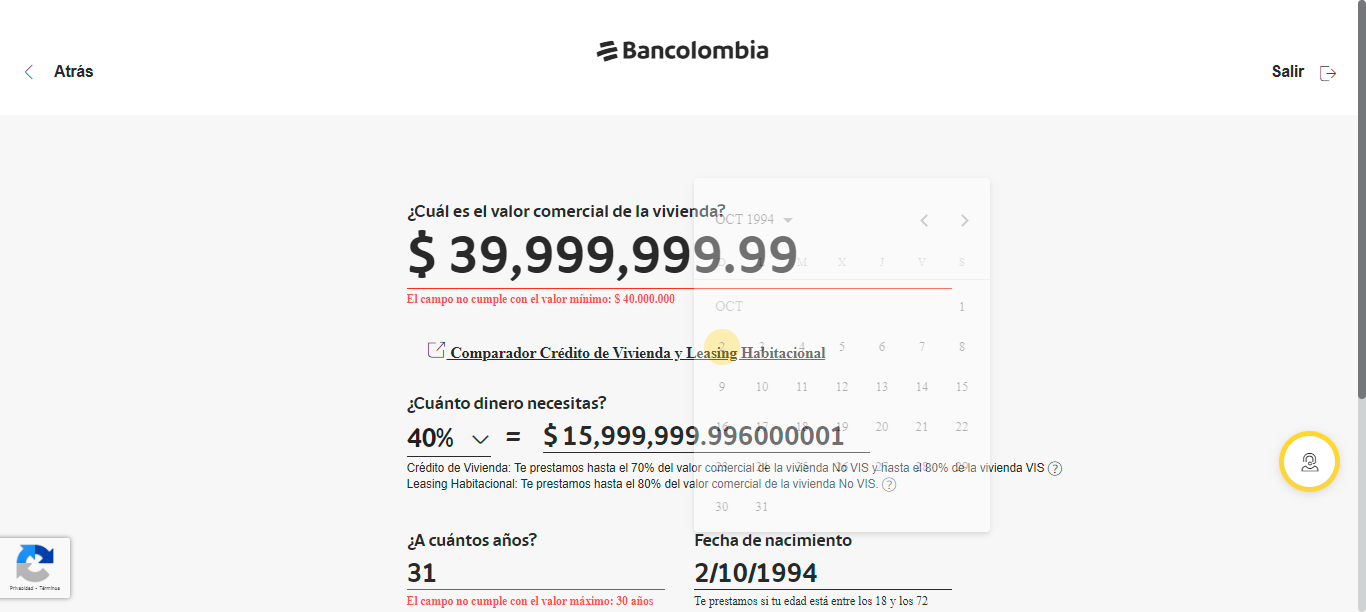 Bancolombia
Atrás
Salir
¿Cuál es el valor comercial de la vivienda?
$ 39,999,999.99
El campo no cumple con el valor mínimo: $ 40.000.000
OCT 1994
M X J V S
OCT 1
2 3 4 5 6 7 8
9 10 11 12 13 14 15
16 17 18 19 20 21 22
23 24 25 26 27 28 29
30 31
Comparador Crédito de Vivienda y Leasing Habitacional
¿Cuánto dinero necesitas?
40% = $ 15,999,999.996000001
Crédito de Vivienda: Te prestamos hasta el 70% del valor comercial de la vivienda No VIS y hasta el 80% de la vivienda VIS ?
Leasing Habitacional: Te prestamos hasta el 80% del valor comercial de la vivienda No VIS. ?
¿A cuántos años?
31
El campo no cumple con el valor máximo: 30 años
Fecha de nacimiento
2/10/1994
Te prestamos si tu edad está entre los 18 y los 72
Privacidad - Términos